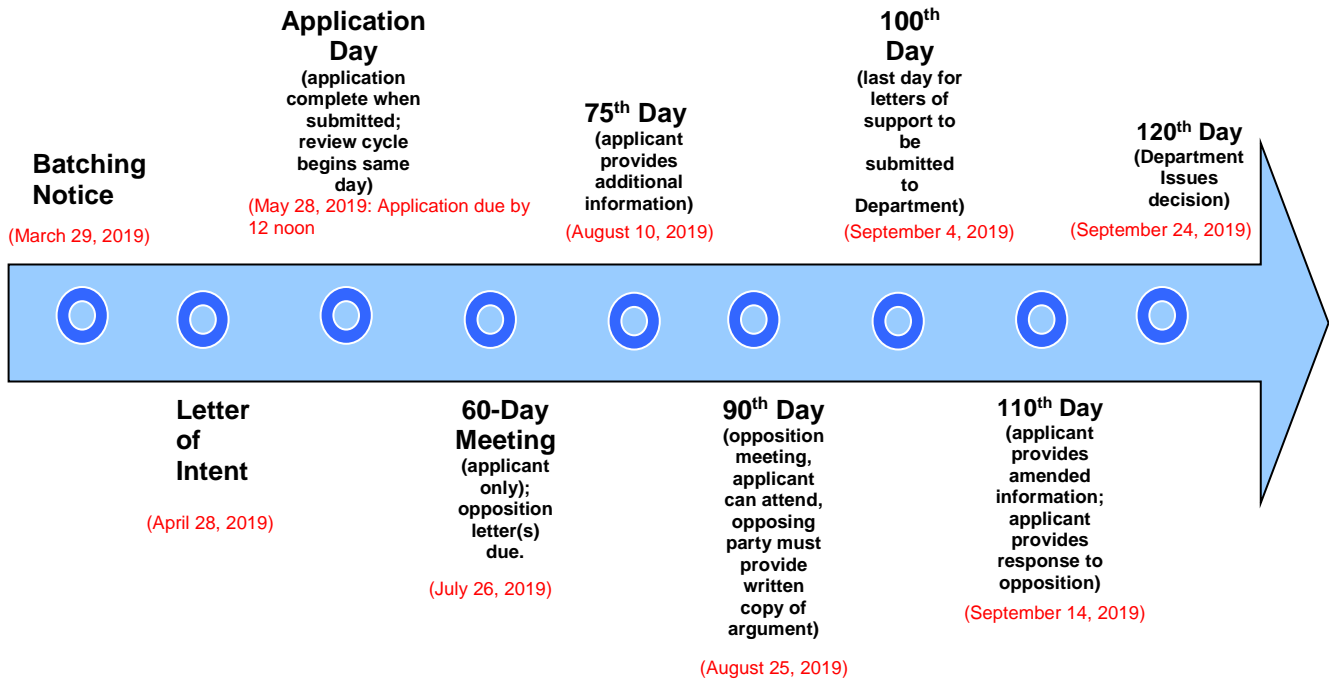 Batching
Notice
(March 29, 2019)
Letter
of
Intent
(April 28, 2019)
Application
Day
(application
complete when
submitted;
review cycle
begins same
day)
(May 28, 2019: Application due by
12 noon
60-Day
Meeting
(applicant
only);
opposition
letter(s)
due.
(July 26, 2019)
75th Day
(applicant
provides
additional
information)
(August 10, 2019)
90th Day
(opposition
meeting,
applicant
can attend,
opposing
party must
provide
written
copy of
argument)
(August 25, 2019)
100th
Day
(last day for
letters of
support to
be
submitted
to
Department)
(September 4, 2019)
110th Day
(applicant
provides
amended
information;
applicant
provides
response to
opposition)
(September 14, 2019)
120th Day
(Department
Issues
decision)
(September 24, 2019)